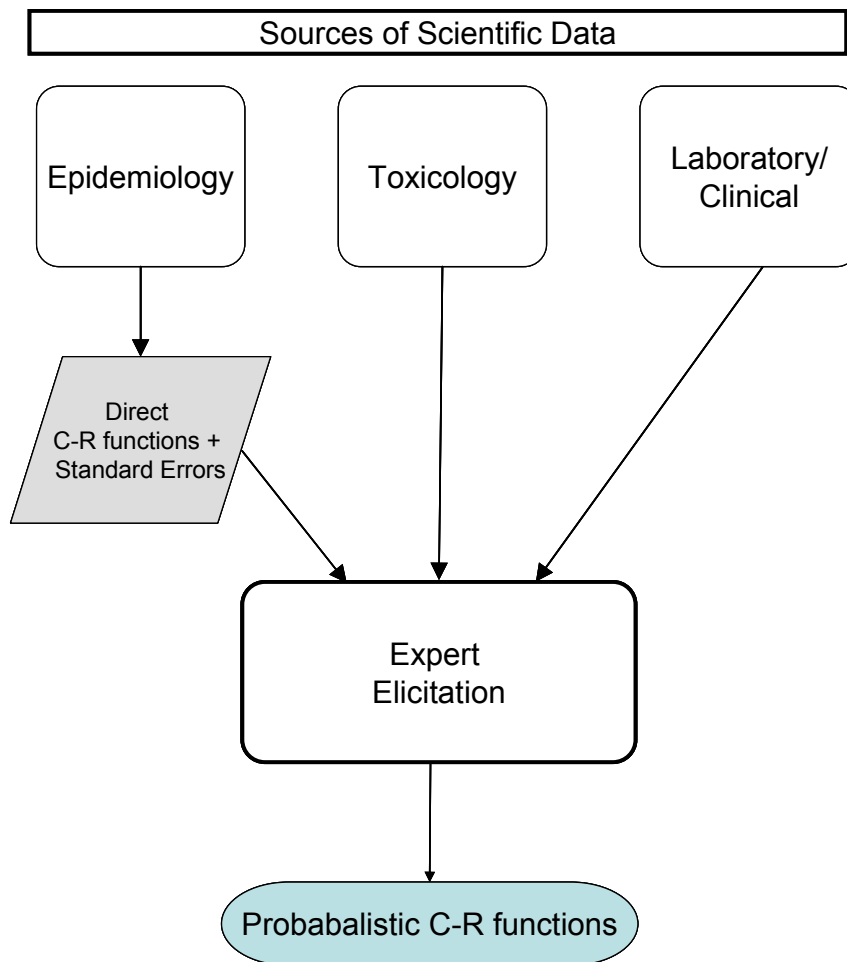 Sources of Scientific Data
Epidemiology
Toxicology
Laboratory/
Clinical
Direct
C-R functions +
Standard Errors
Expert
Elicitation
Probabalistic C-R functions